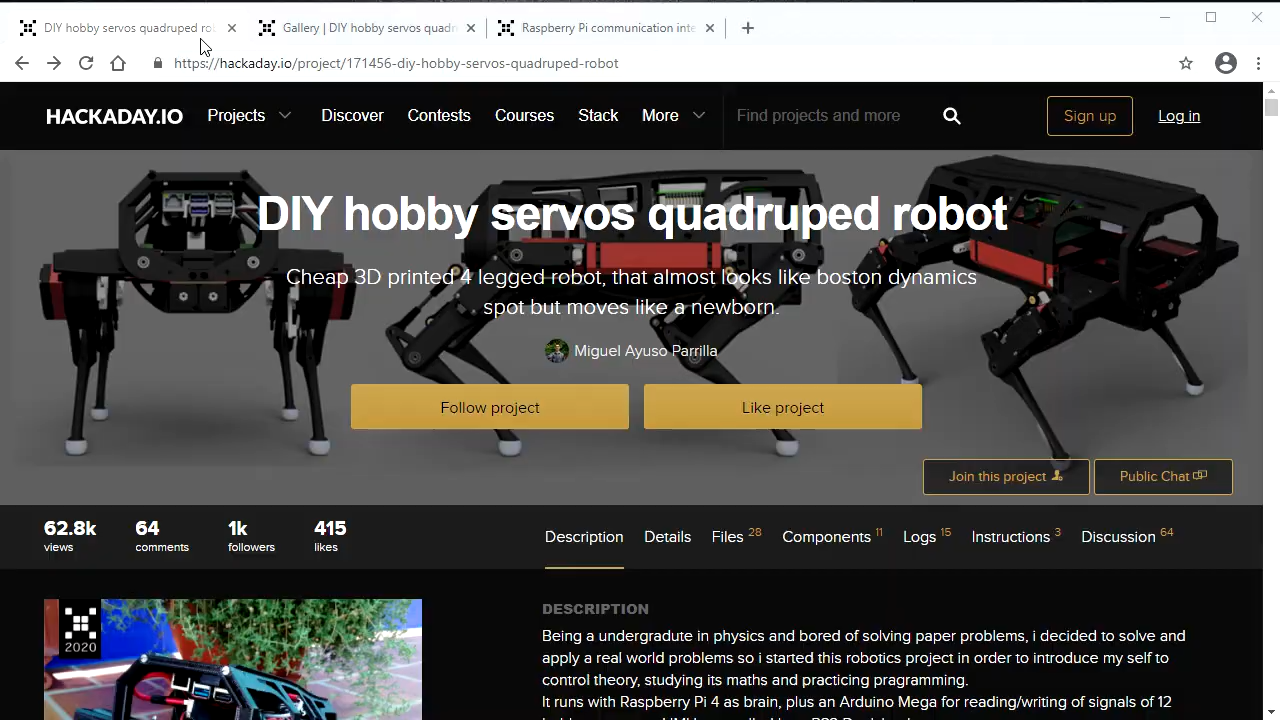 DIY hobby servos quadruped ro
Gallery | DIY hobby servos quadr
Raspberry Pi communication inte
https://hackaday.io/project/171456-diy-hobby-servos-quadruped-robot
HACKADAY.IO
Projects
Discover
Contests
Courses
Stack
More
Find projects and more
Sign up
Log in
DIY hobby servos quadruped robot
Cheap 3D printed 4 legged robot, that almost looks like boston dynamics
spot but moves like a newborn.
Miguel Ayuso Parrilla
Follow project
Like project
Join this project
Public Chat
62.8k
views
64
comments
1k
followers
415
likes
Description
Details
Files 28
Components 11
Logs 15
Instructions 3
Discussion 64
2020
DESCRIPTION
Being a undergradute in physics and bored of solving paper problems, i decided to solve and
apply a real world problems so i started this robotics project in order to introduce my self to
control theory, studying its maths and practicing pragramming.
It runs with Raspberry Pi 4 as brain, plus an Arduino Mega for reading/writing of signals of 12